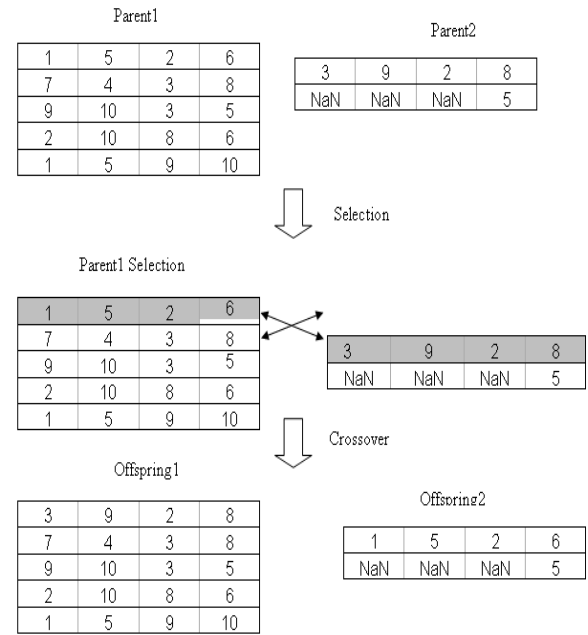 Parent1
1 5 2 6
7 4 3 8
9 10 3 5
2 10 8 6
1 5 9 10
Parent2
3 9 2 8
NaN NaN NaN 5
Selection
Parent1 Selection
1 5 2 6
7 4 3 8
9 10 3 5
2 10 8 6
1 5 9 10
3 9 2 8
NaN NaN NaN 5
Crossover
Offspring1
3 9 2 8
7 4 3 8
9 10 3 5
2 10 8 6
1 5 9 10
Offspring2
1 5 2 6
NaN NaN NaN 5